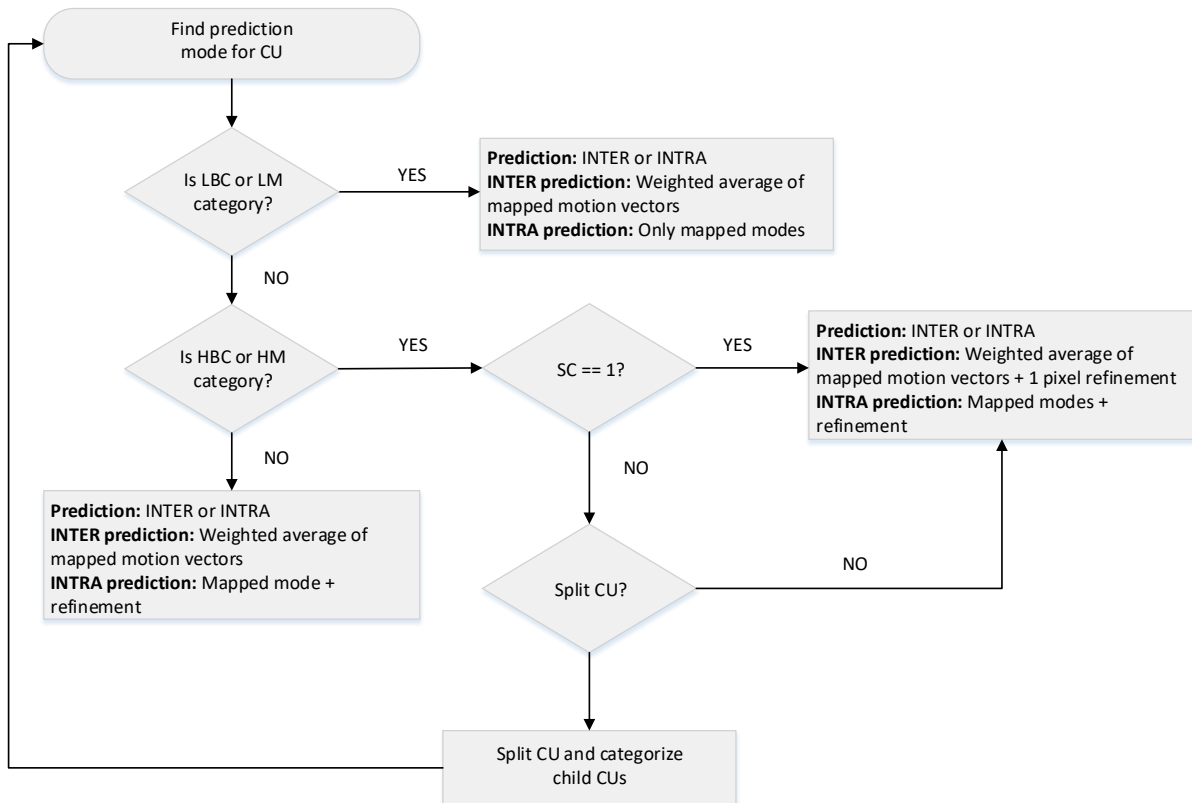 Find prediction
mode for CU
Is LBC or LM
category?
YES
Prediction: INTER or INTRA
INTER prediction: Weighted average of
mapped motion vectors
INTRA prediction: Only mapped modes
NO
Is HBC or HM
category?
YES
SC == 1?
YES
Prediction: INTER or INTRA
INTER prediction: Weighted average of
mapped motion vectors + 1 pixel refinement
INTRA prediction: Mapped modes +
refinement
NO
Prediction: INTER or INTRA
INTER prediction: Weighted average of
mapped motion vectors
INTRA prediction: Mapped mode +
refinement
NO
Split CU?
NO
Split CU and categorize
child CUs